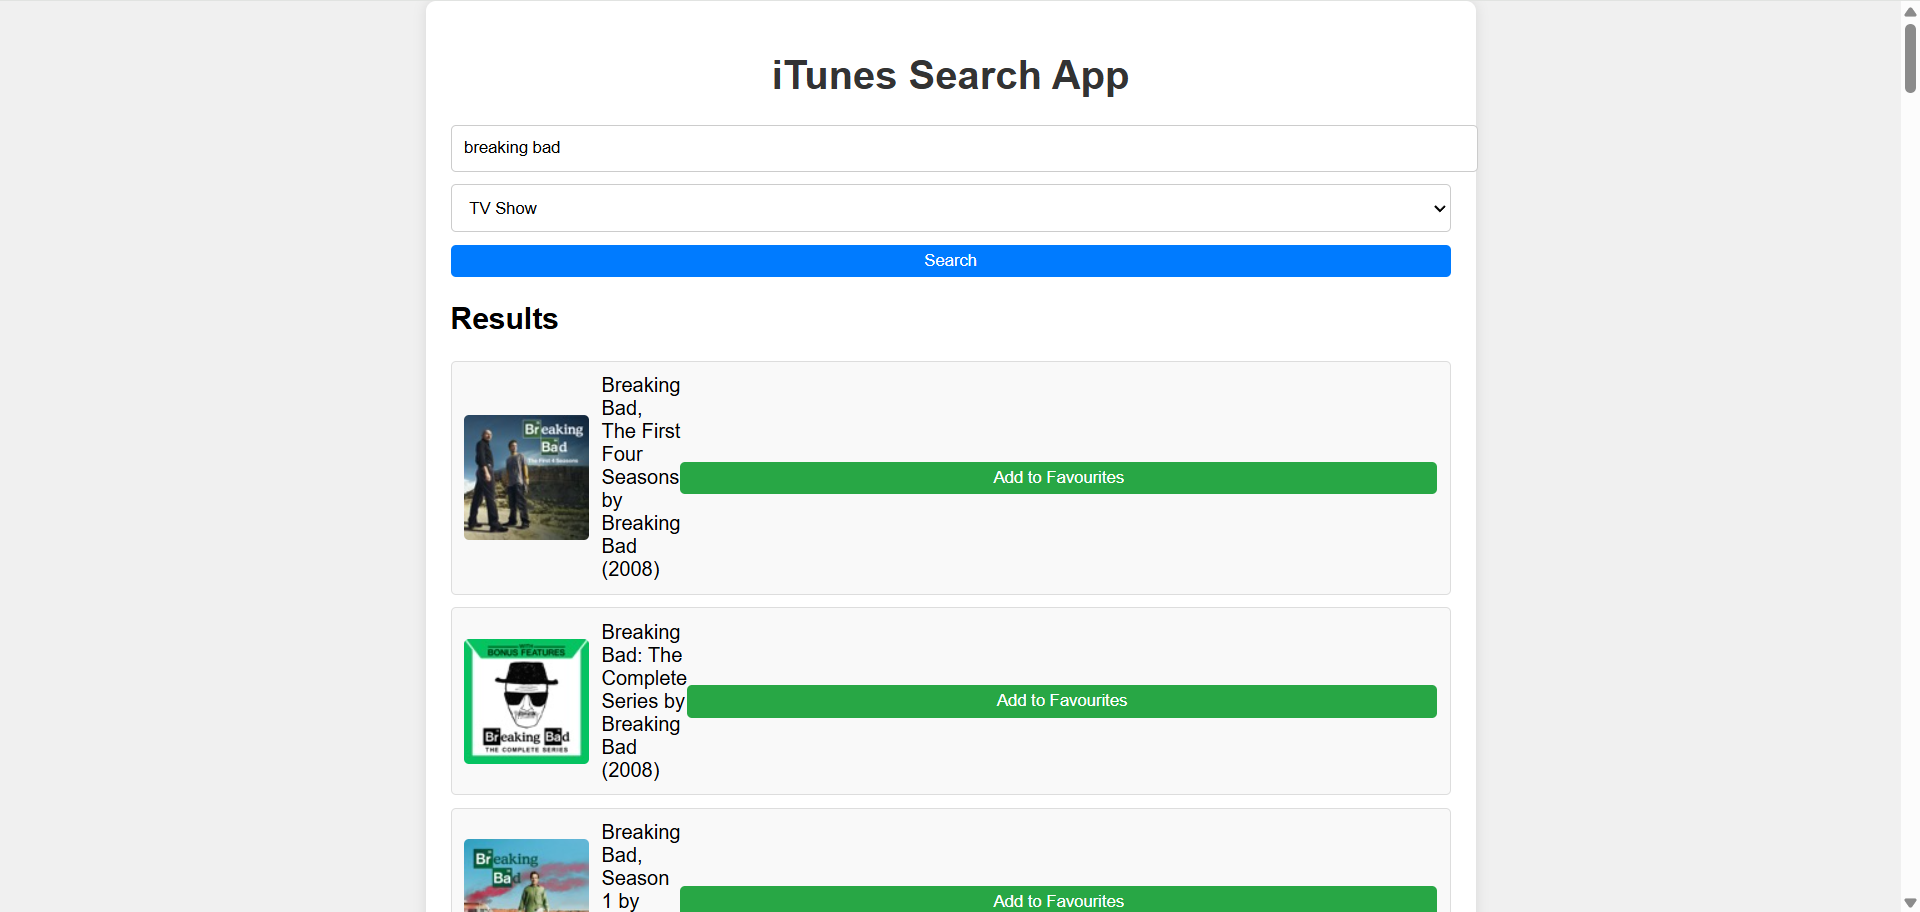 iTunes Search App
breaking bad
TV Show
Search
Results
Breaking
Bad
The First 4 Seasons
Breaking
Bad,
The First
Four
Seasons
by
Breaking
Bad
(2008)
Add to Favourites
WITH
BONUS FEATURES
Breaking Bad
THE COMPLETE SERIES
Breaking
Bad: The
Complete
Series by
Breaking
Bad
(2008)
Add to Favourites
Breaking
Bad
Breaking
Bad,
Season
1 by
Add to Favourites